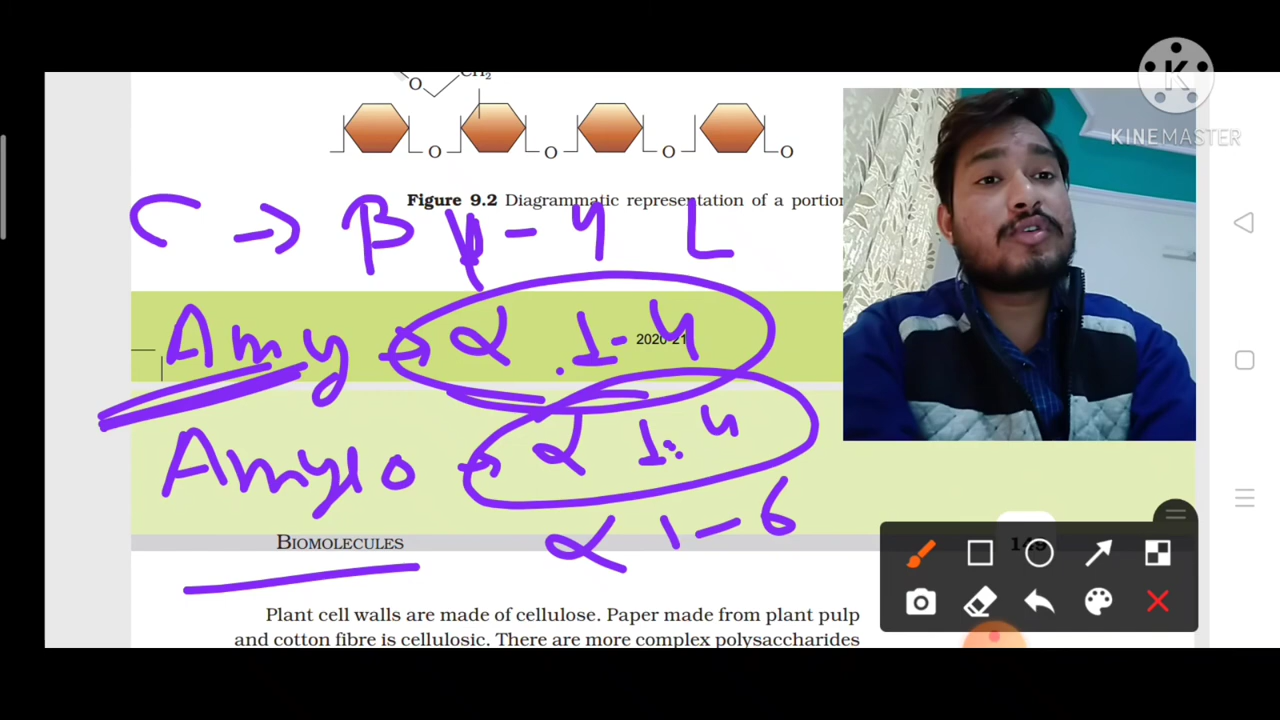 CH₂
O
O O O O
KINEMASTER
Figure 9.2 Diagrammatic representation of a portion
C → β 1-4 L
Amy → α 1-4
2020-21
Amylo → α 1-4
α 1-6
BIOMOLECULES
149
Plant cell walls are made of cellulose. Paper made from plant pulp
and cotton fibre is cellulosic. There are more complex polysaccharides